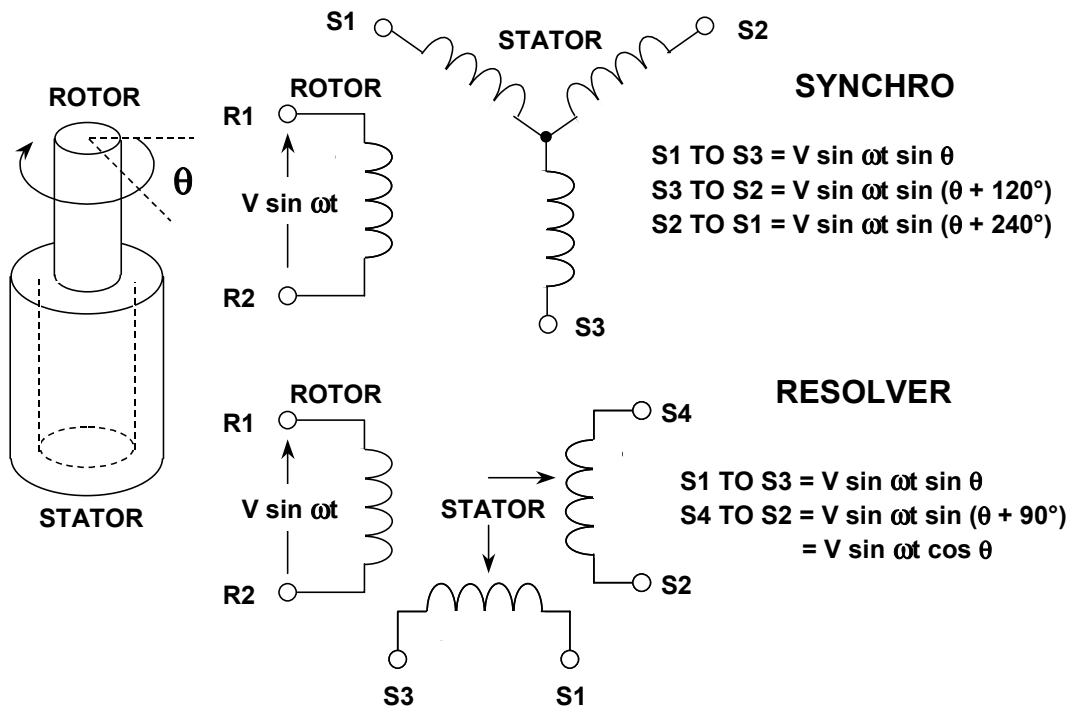 ROTOR
θ
STATOR
ROTOR
R1
V sin ωt
R2
S1
STATOR
S2
S3
SYNCHRO
S1 TO S3 = V sin ωt sin θ
S3 TO S2 = V sin ωt sin (θ + 120°)
S2 TO S1 = V sin ωt sin (θ + 240°)
ROTOR
R1
V sin ωt
R2
STATOR
S4
S2
S3
S1
RESOLVER
S1 TO S3 = V sin ωt sin θ
S4 TO S2 = V sin ωt sin (θ + 90°)
= V sin ωt cos θ